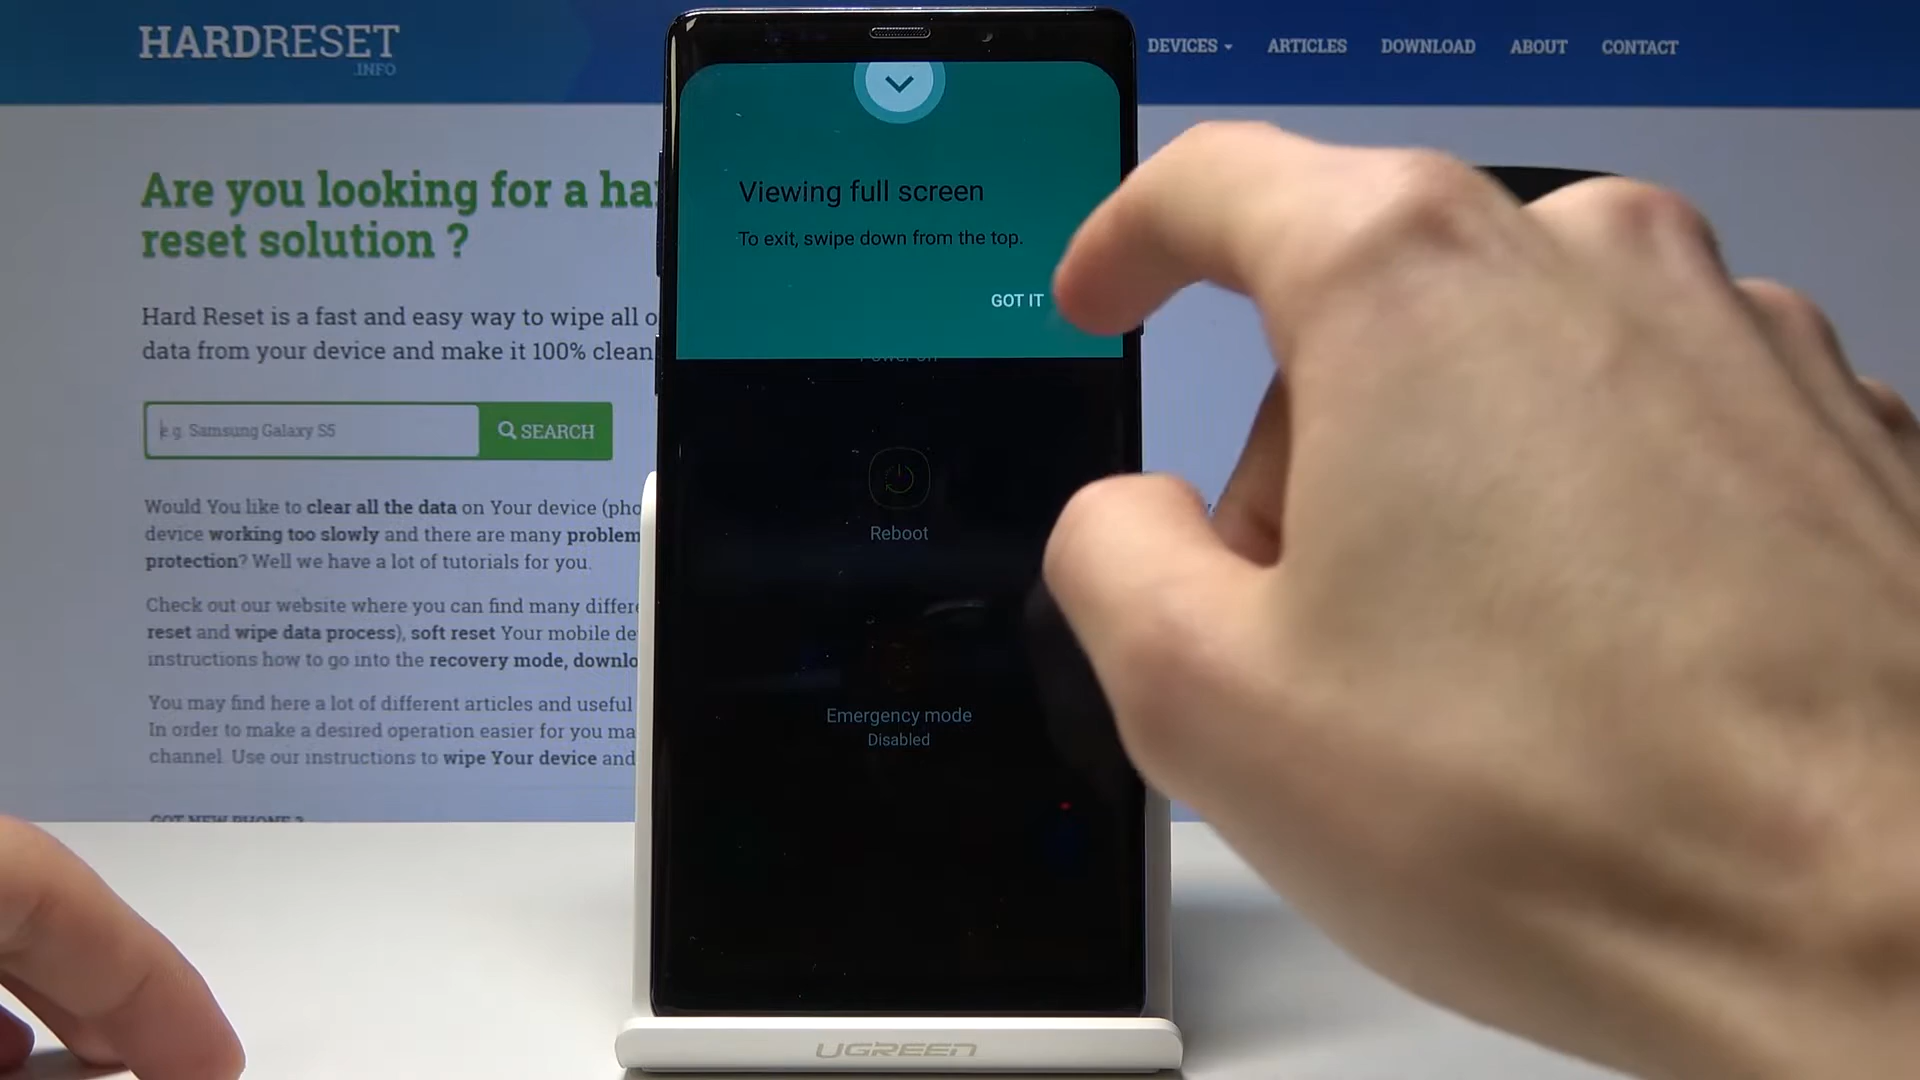 HARDRESET
.INFO
DEVICES
ARTICLES
DOWNLOAD
ABOUT
CONTACT
Are you looking for a ha
reset solution ?
Hard Reset is a fast and easy way to wipe all o
data from your device and make it 100% clean
e.g. Samsung Galaxy S5
SEARCH
Would You like to clear all the data on Your device (pho
device working too slowly and there are many problem
protection? Well we have a lot of tutorials for you.
Check out our website where you can find many differe
reset and wipe data process), soft reset Your mobile de
instructions how to go into the recovery mode, downlo
You may find here a lot of different articles and useful
In order to make a desired operation easier for you ma
channel. Use our instructions to wipe Your device and
GOT NEW PHONE ?
Viewing full screen
To exit, swipe down from the top.
GOT IT
Power off
Reboot
Emergency mode
Disabled
UGREEN